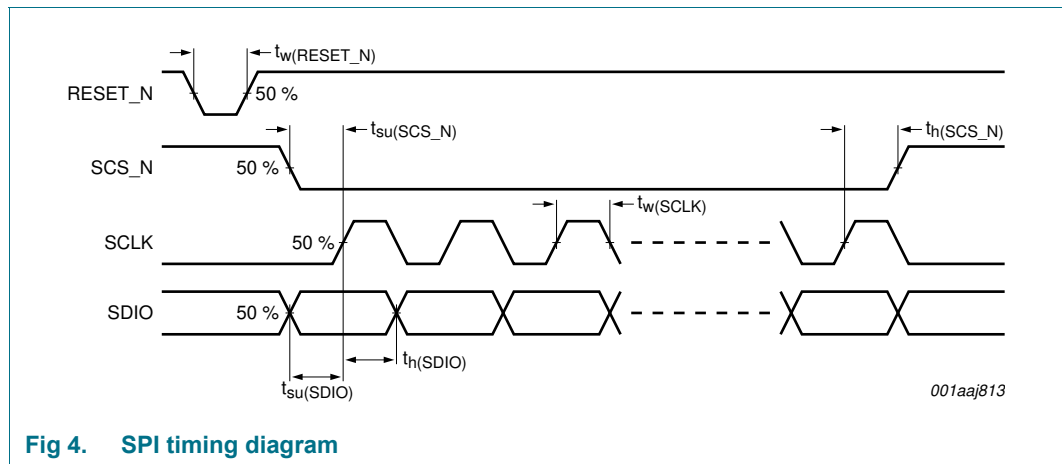 tw(RESET_N)
RESET_N
50 %
tsu(SCS_N)
th(SCS_N)
SCS_N
50 %
tw(SCLK)
SCLK
50 %
SDIO
50 %
th(SDIO)
tsu(SDIO)
001aaj813
Fig 4. SPI timing diagram